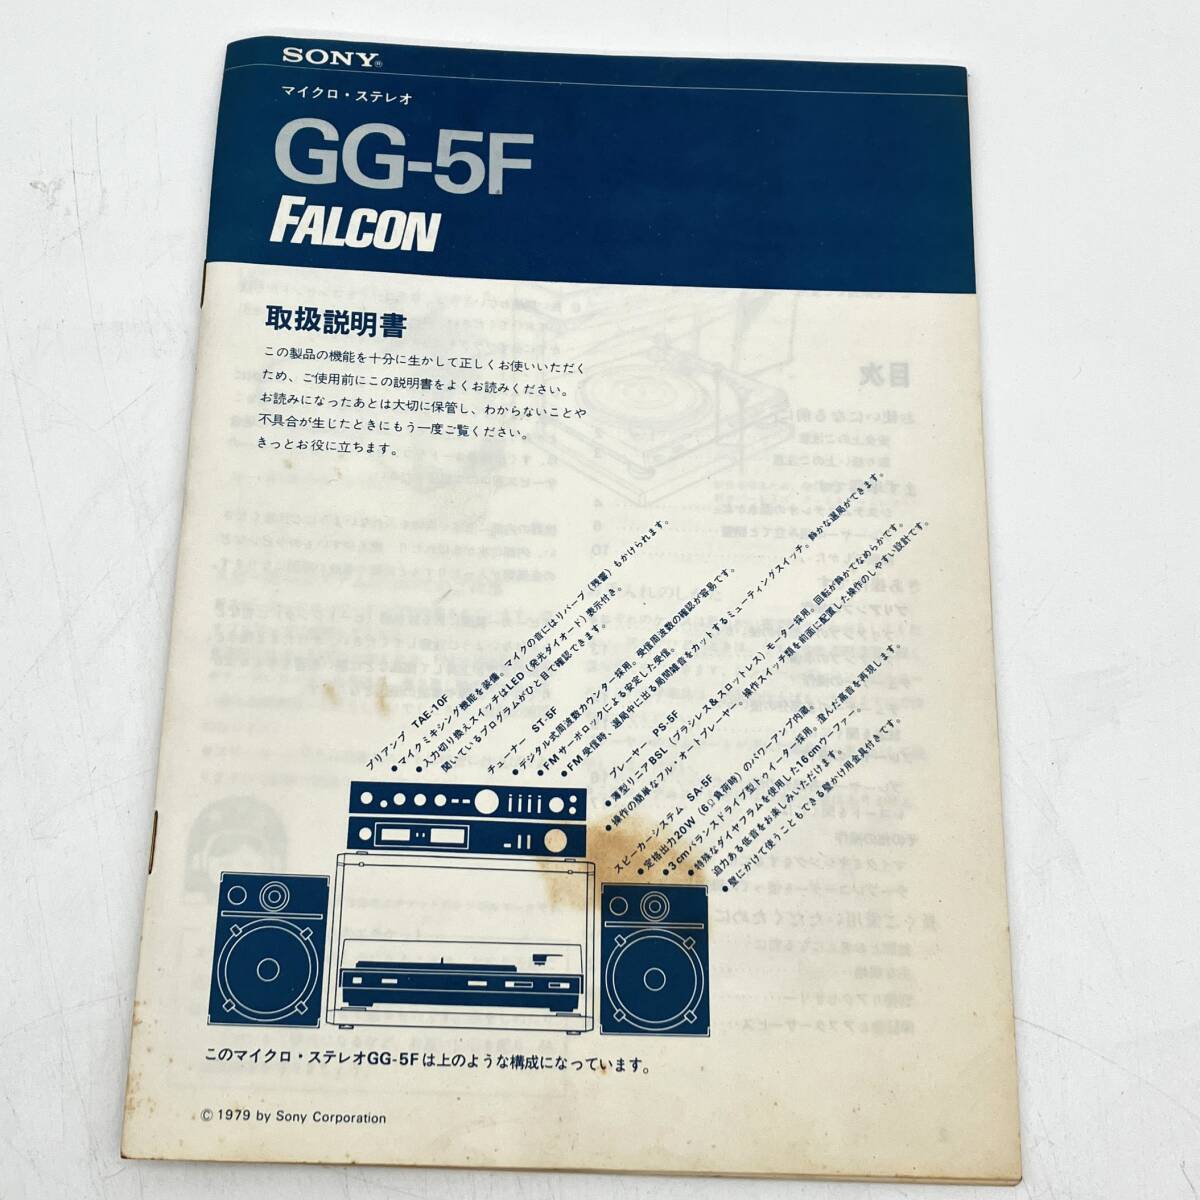 SONY®
マイクロ・ステレオ
GG-5F
FALCON
取扱説明書
この製品の機能を十分に生かして正しくお使いいただく
ため、ご使用前にこの説明書をよくお読みください。
お読みになったあとは大切に保管し、わからないことや
不具合が生じたときにもう一度ご覧ください。
きっとお役に立ちます。
プリアンプ TAE-10F
●マイクミキシング機能を装備。マイクの音にはリバーブ（残響）もかけられます。
●入力切り換えスイッチはLED（発光ダイオード）表示付き。
聞いているプログラムがひと目で確認できます。
チューナー ST-5F
●デジタル式周波数カウンター採用。受信周波数の確認が容易です。
●FMサーボロックによる安定した受信。
●FM受信時、選局中に出る局間雑音をカットするミューティングスイッチ。静かな選局ができます。
プレーヤー PS-5F
●薄型リニアBSL（ブラシレス&スロットレス）モーター採用。回転が静かでなめらかです。
●操作の簡単なフル・オートプレーヤー・操作スイッチ類を前面に配置した操作のしやすい設計です。
スピーカーシステム SA-5F
●定格出力20W（6Ω負荷時）のパワーアンプ内蔵。
●3cmバランスドライブ型トゥイーター採用。澄んだ高音を再現します。
●特殊なダイヤフラムを使用した16cmウーファー。
迫力ある低音をお楽しみいただけます。
●壁にかけて使うこともできる壁かけ用金具付きです。
このマイクロ・ステレオGG-5Fは上のような構成になっています。
© 1979 by Sony Corporation